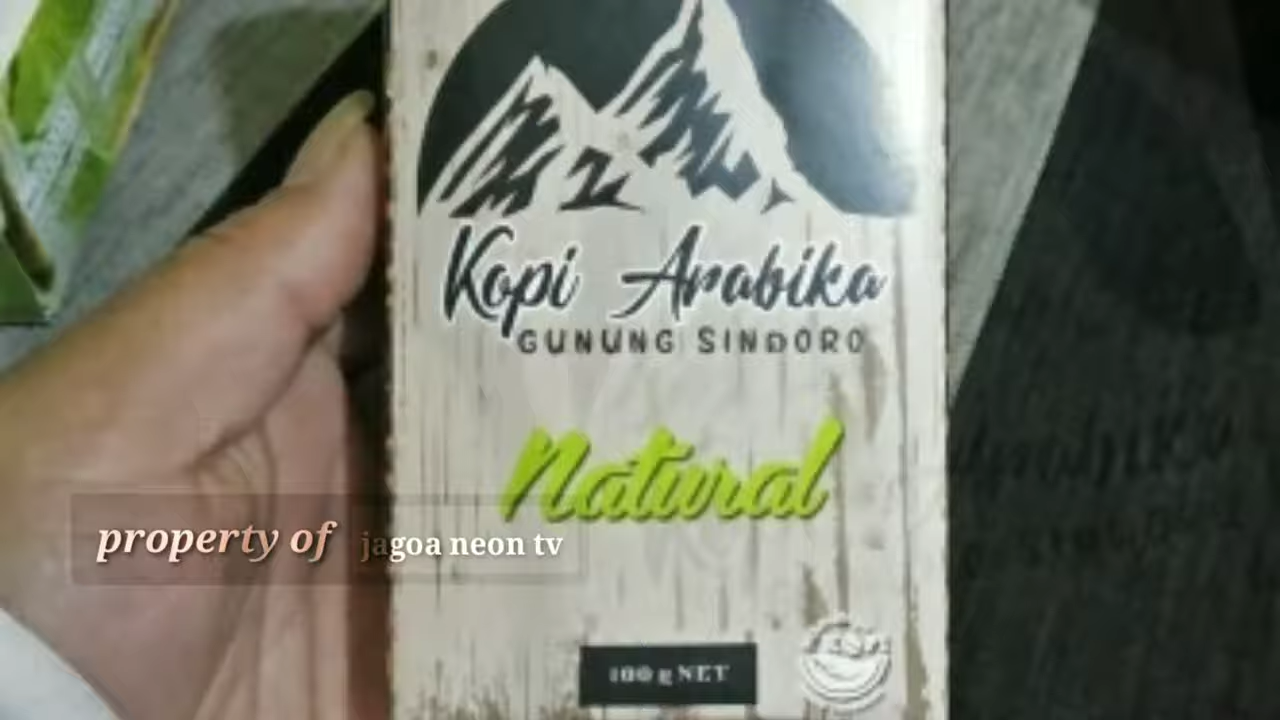 Kopi Arabika
GUNUNG SINDORO
Natural
property of jagoa neon tv
100 g NET